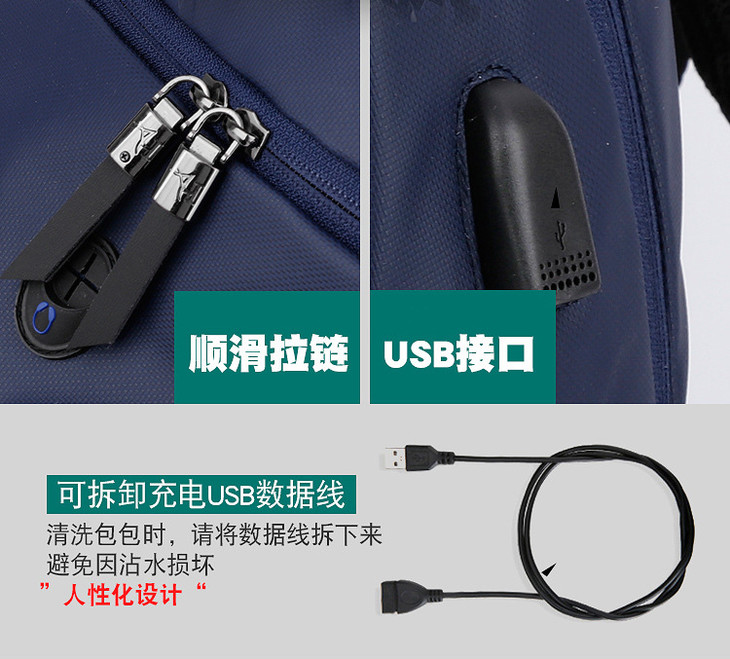 顺滑拉链
USB接口
可拆卸充电USB数据线
清洗包包时，请将数据线拆下来
避免因沾水损坏
”人性化设计“